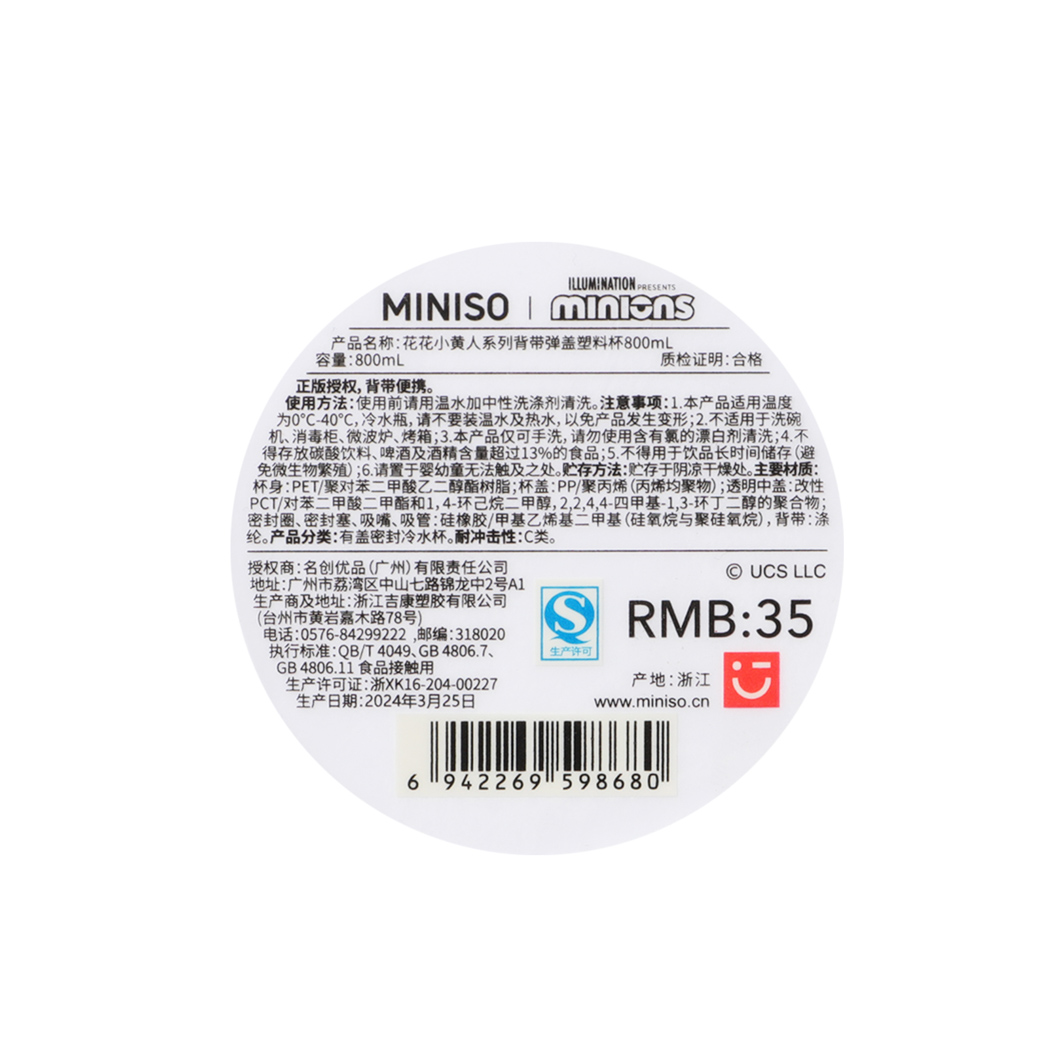 MINISO | ILLUMINATION PRESENTS minions
产品名称:花花小黄人系列背带弹盖塑料杯800mL
容量:800mL 质检证明:合格
正版授权,背带便携。
使用方法:使用前请用温水加中性洗涤剂清洗。注意事项:1.本产品适用温度
为0°C-40°C,冷水瓶,请不要装温水及热水,以免产品发生变形;2.不适用于洗碗
机、消毒柜、微波炉、烤箱;3.本产品仅可手洗,请勿使用含有氯的漂白剂清洗;4.不
得存放碳酸饮料、啤酒及酒精含量超过13%的食品;5.不得用于饮品长时间储存(避
免微生物繁殖);6.请置于婴幼童无法触及之处。贮存方法:贮存于阴凉干燥处。主要材质:
杯身:PET/聚对苯二甲酸乙二醇酯树脂;杯盖:PP/聚丙烯(丙烯均聚物);透明中盖:改性
PCT/对苯二甲酸二甲酯和1,4-环己烷二甲醇,2,2,4,4-四甲基-1,3-环丁二醇的聚合物;
密封圈、密封塞、吸嘴、吸管:硅橡胶/甲基乙烯基二甲基(硅氧烷与聚硅氧烷),背带:涤
纶。产品分类:有盖密封冷水杯。耐冲击性:C类。
授权商:名创优品(广州)有限责任公司
地址:广州市荔湾区中山七路锦龙中2号A1
生产商及地址:浙江吉康塑胶有限公司
(台州市黄岩嘉木路78号)
电话:0576-84299222,邮编:318020
执行标准:QB/T 4049、GB 4806.7、
GB 4806.11 食品接触用
生产许可证:浙XK16-204-00227
生产日期:2024年3月25日
© UCS LLC
RMB:35
生产许可
产地:浙江
www.miniso.cn
6 942269 598680